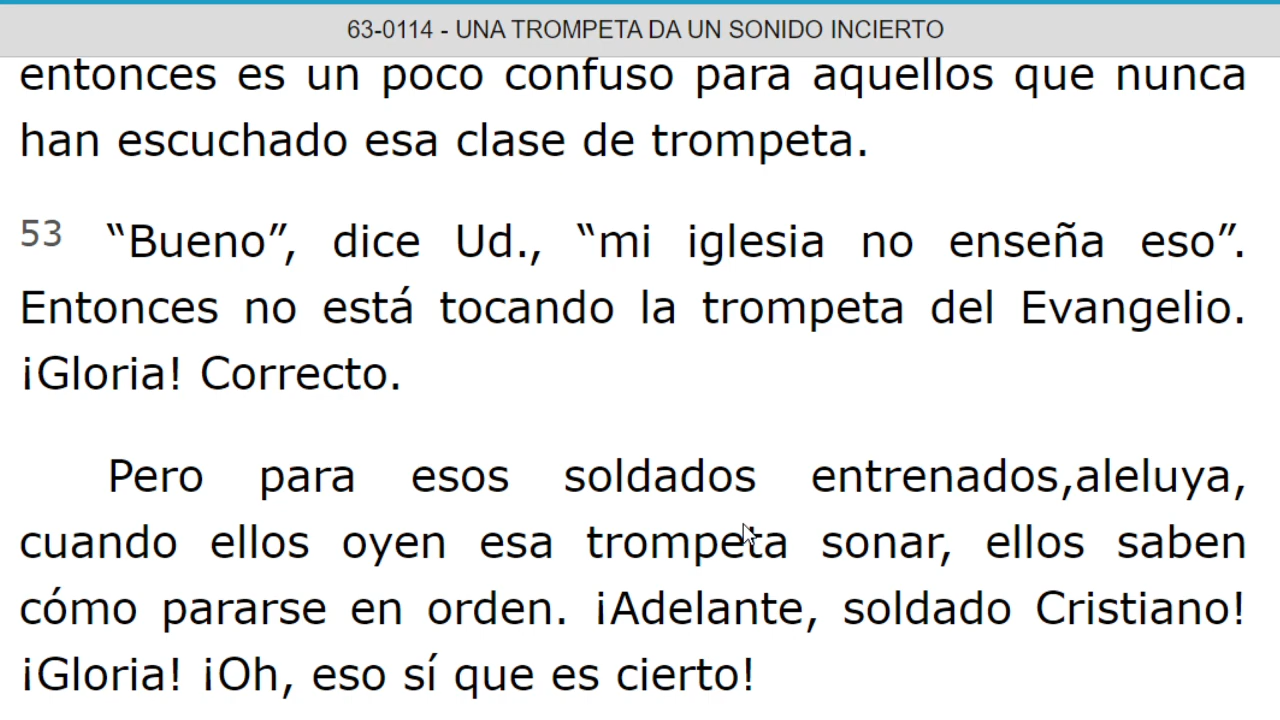 63-0114 - UNA TROMPETA DA UN SONIDO INCIERTO
entonces es un poco confuso para aquellos que nunca
han escuchado esa clase de trompeta.
53 “Bueno”, dice Ud., “mi iglesia no enseña eso”.
Entonces no está tocando la trompeta del Evangelio.
¡Gloria! Correcto.
Pero para esos soldados entrenados,aleluya,
cuando ellos oyen esa trompeta sonar, ellos saben
cómo pararse en orden. ¡Adelante, soldado Cristiano!
¡Gloria! ¡Oh, eso sí que es cierto!